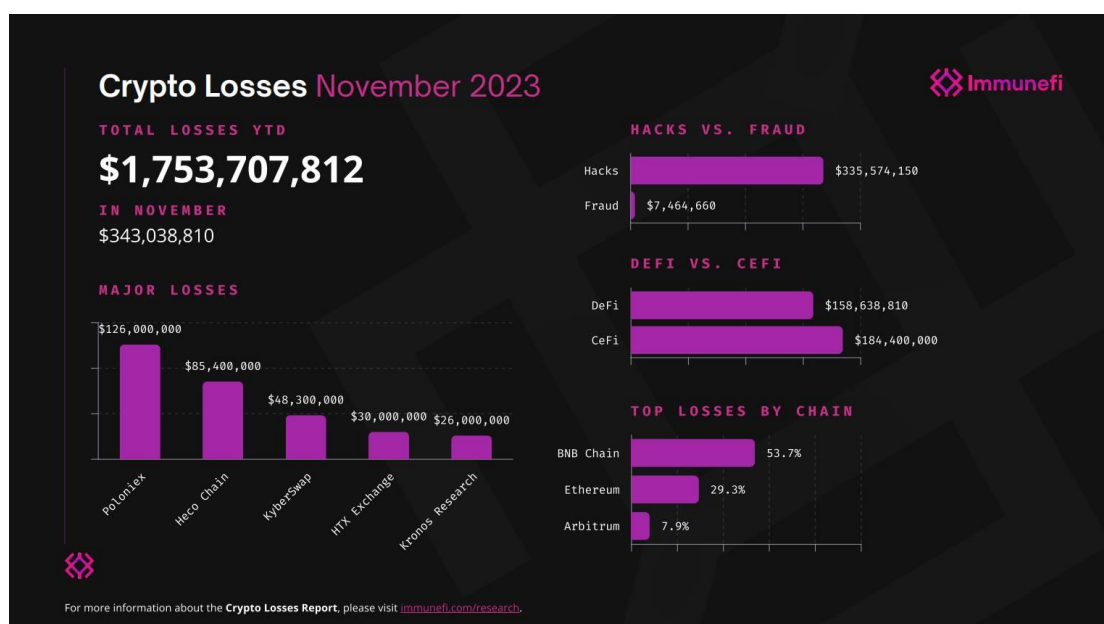 Crypto Losses November 2023
Immunefi
TOTAL LOSSES YTD
$1,753,707,812
IN NOVEMBER
$343,038,810
MAJOR LOSSES
$126,000,000
$85,400,000
$48,300,000
$30,000,000
$26,000,000
Poloniex
Heco Chain
KyberSwap
HTX Exchange
Kronos Research
HACKS VS. FRAUD
Hacks $335,574,150
Fraud $7,464,660
DEFI VS. CEFI
DeFi $158,638,810
CeFi $184,400,000
TOP LOSSES BY CHAIN
BNB Chain 53.7%
Ethereum 29.3%
Arbitrum 7.9%
For more information about the Crypto Losses Report, please visit immunefi.com/research.